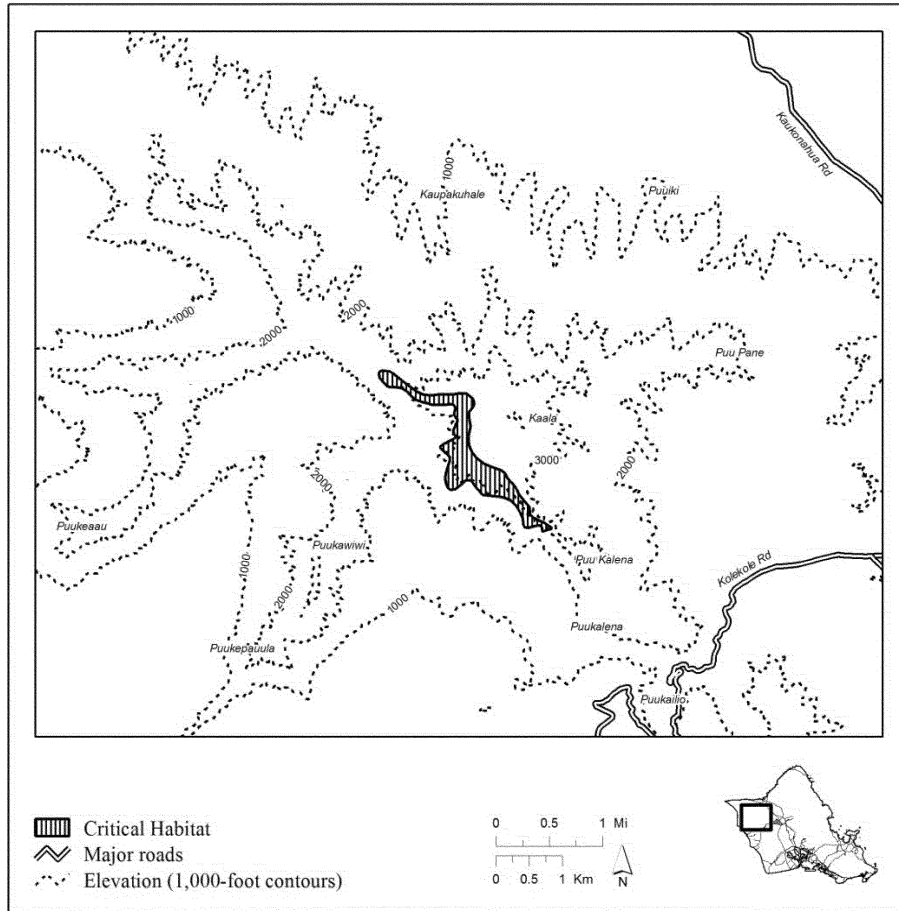 Kaukonahua Rd
1000
Kaupakuhale
Puuiki
1000
2000
2000
Puu Pane
Kaala
3000
2000
2000
Puukeaau
Puukawiwi
Puu Kalena
Kolekole Rd
1000
2000
1000
Puukalena
Puukepauula
Puukailio
Critical Habitat
Major roads
Elevation (1,000-foot contours)
0 0.5 1 Mi
0 0.5 1 Km
N